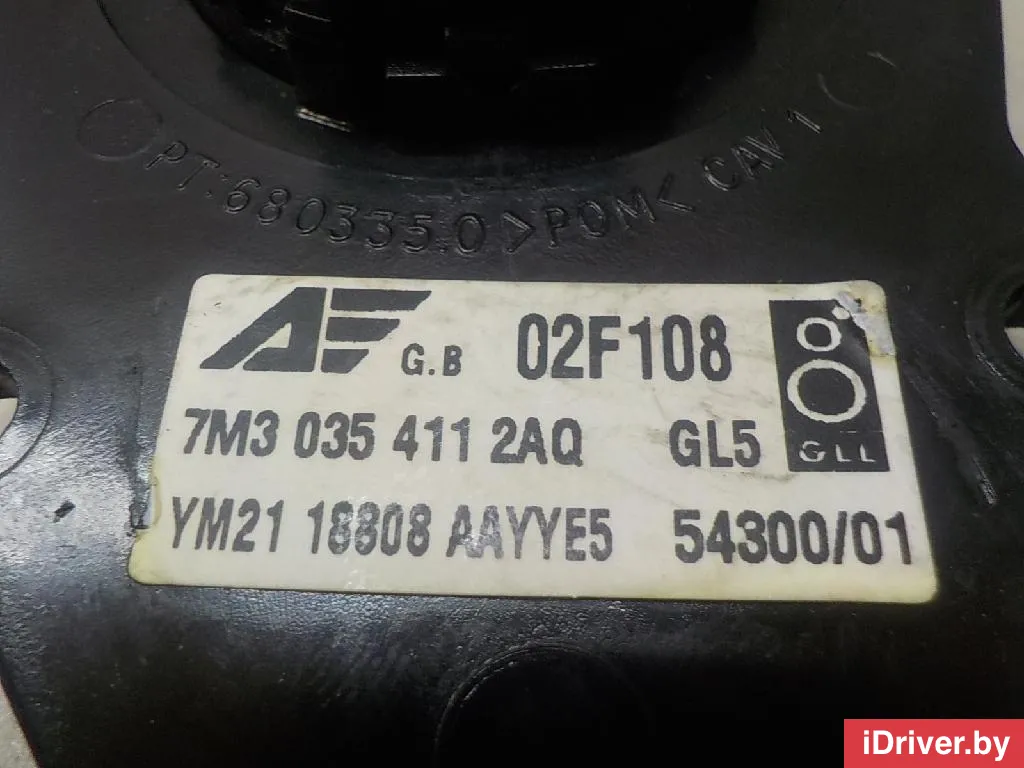 PT:680335.0 >POM< CAV 1
AF G.B 02F108
7M3 035 411 2AQ GL5
GLL
YM21 18808 AAYYE5 54300/01
iDriver.by